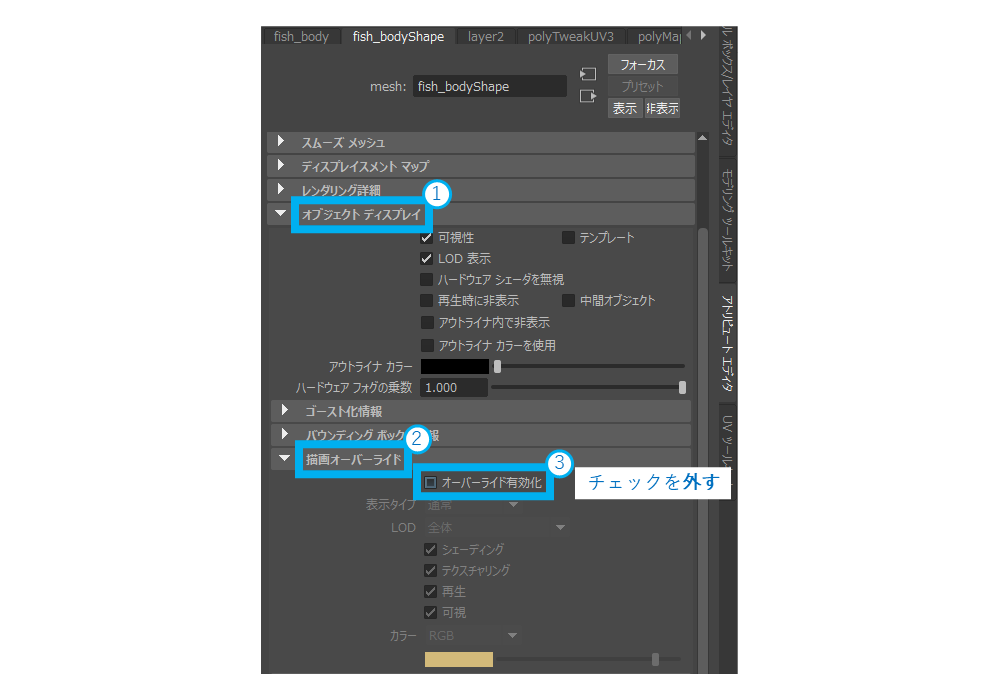 fish_body fish_bodyShape layer2 polyTweakUV3 polyMap
mesh: fish_bodyShape
フォーカス
プリセット
表示 非表示
スムーズ メッシュ
ディスプレイスメント マップ
レンダリング詳細
1
オブジェクト ディスプレイ
可視性 テンプレート
LOD 表示
ハードウェア シェーダを無視
再生時に非表示 中間オブジェクト
アウトライナ内で非表示
アウトライナ カラーを使用
アウトライナ カラー
ハードウェア フォグの乗数 1.000
ゴースト化情報
バウンディング ボック 報
2
描画オーバーライド
3
オーバーライド有効化
チェックを外す
表示タイプ 通常
LOD 全体
シェーディング
テクスチャリング
再生
可視
カラー RGB
ル ボックス/レイヤ エディタ
モデリング ツールキット
アトリビュート エディタ
UV ツール